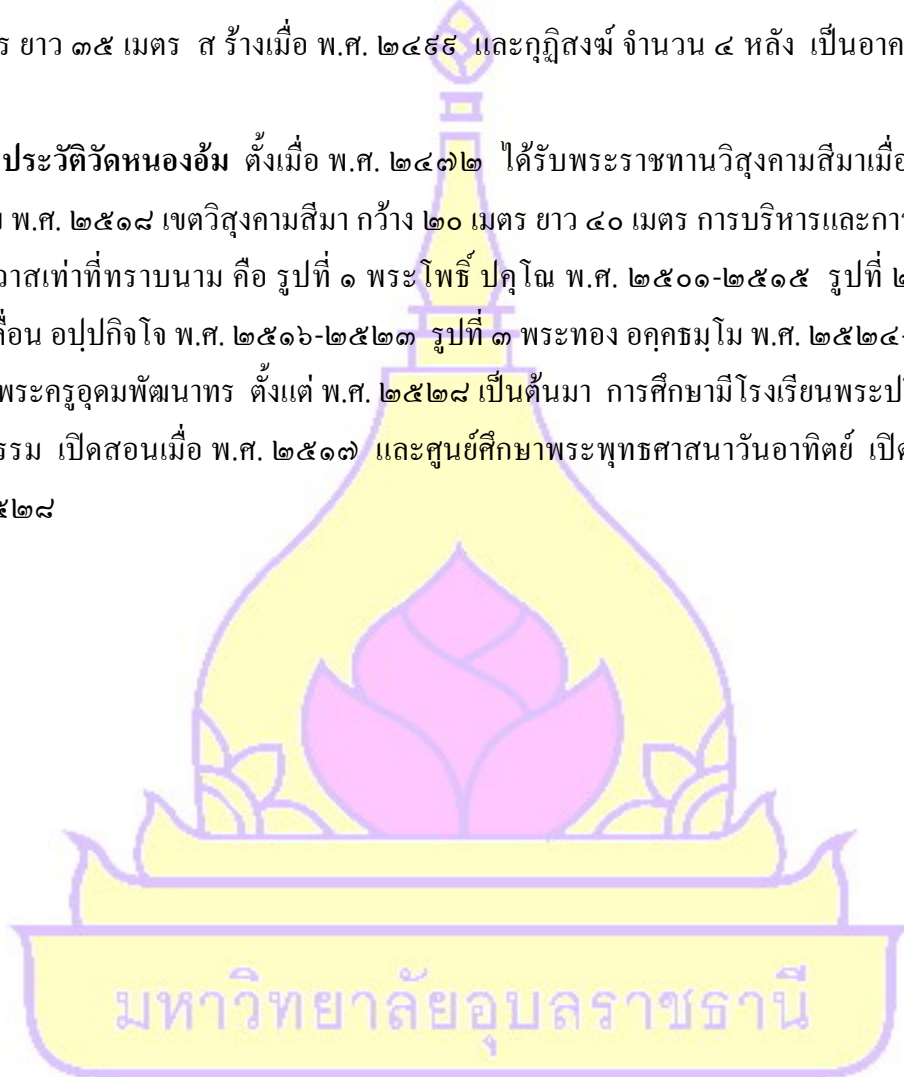 ร ยาว ๓๕ เมตร ส ร้างเมื่อ พ.ศ. ๒๔๙๙ และกุฏิสงฆ์ จำนวน ๔ หลัง เป็นอาค
ประวัติวัดหนองอ้ม ตั้งเมื่อ พ.ศ. ๒๔๗๒ ได้รับพระราชทานวิสุงคามสีมาเมื่อ
พ.ศ. ๒๕๑๘ เขตวิสุงคามสีมา กว้าง ๒๐ เมตร ยาว ๔๐ เมตร การบริหารและกา
วาสเท่าที่ทราบนาม คือ รูปที่ ๑ พระโพธิ์ ปคุโณ พ.ศ. ๒๕๐๑-๒๕๑๕ รูปที่ ๒
อปฺปกิจโจ พ.ศ. ๒๕๑๖-๒๕๒๓ รูปที่ ๓ พระทอง อคฺคธมฺโม พ.ศ. ๒๕๒๔-
พระครูอุดมพัฒนาทร ตั้งแต่ พ.ศ. ๒๕๒๘ เป็นต้นมา การศึกษามีโรงเรียนพระป
รรม เปิดสอนเมื่อ พ.ศ. ๒๕๑๗ และศูนย์ศึกษาพระพุทธศาสนาวันอาทิตย์ เปิด
๕๒๘
มหาวิทยาลัยอุบลราชธานี